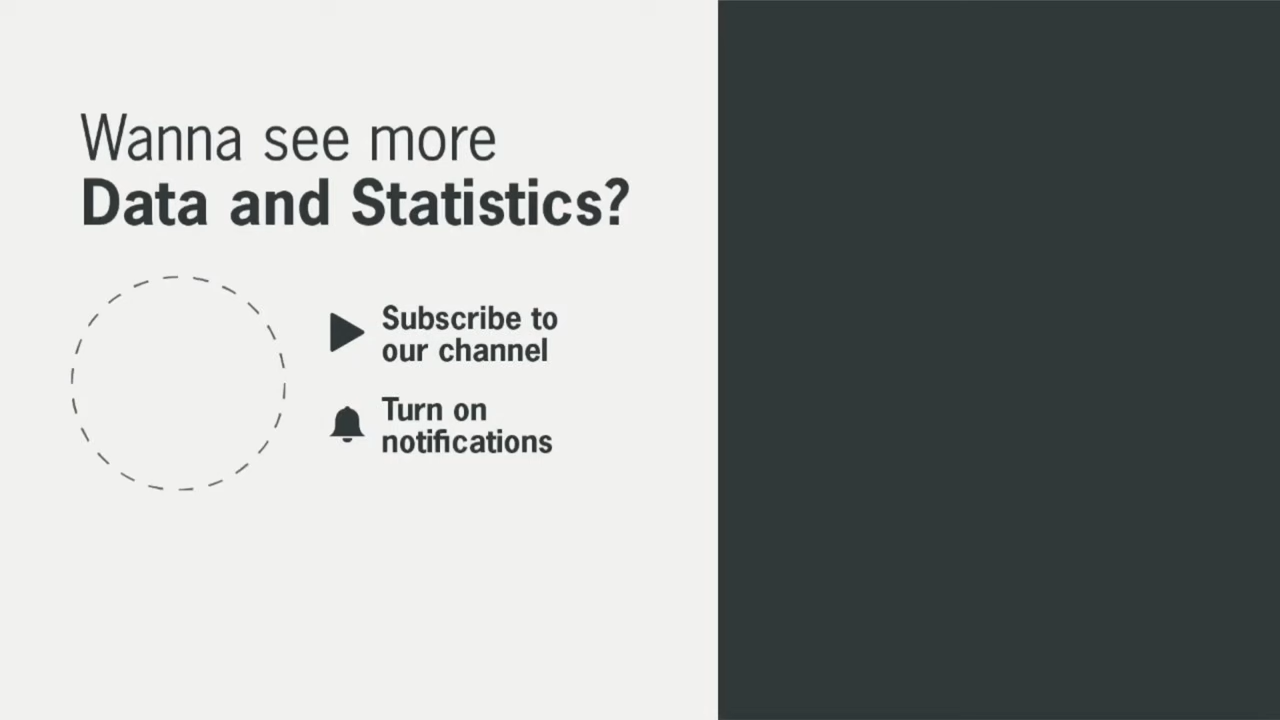 Wanna see more
Data and Statistics?
Subscribe to
our channel
Turn on
notifications